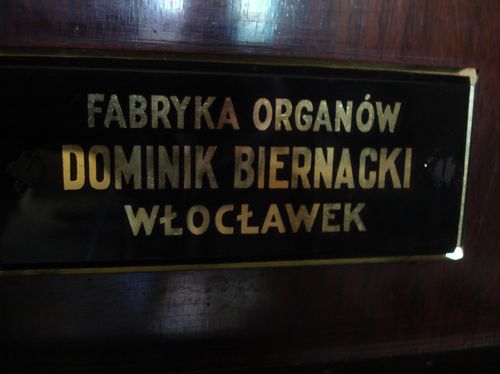 FABRYKA ORGANÓW
DOMINIK BIERNACKI
WŁOCŁAWEK